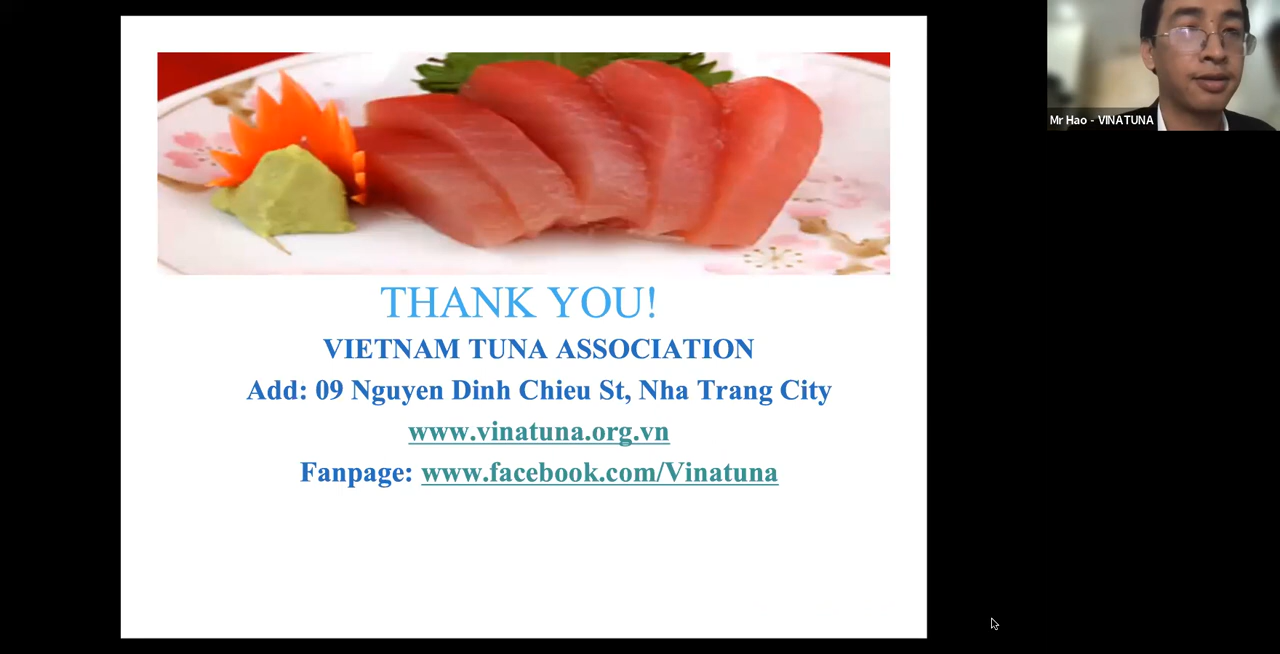 THANK YOU!
VIETNAM TUNA ASSOCIATION
Add: 09 Nguyen Dinh Chieu St, Nha Trang City
www.vinatuna.org.vn
Fanpage: www.facebook.com/Vinatuna
Mr Hao - VINATUNA